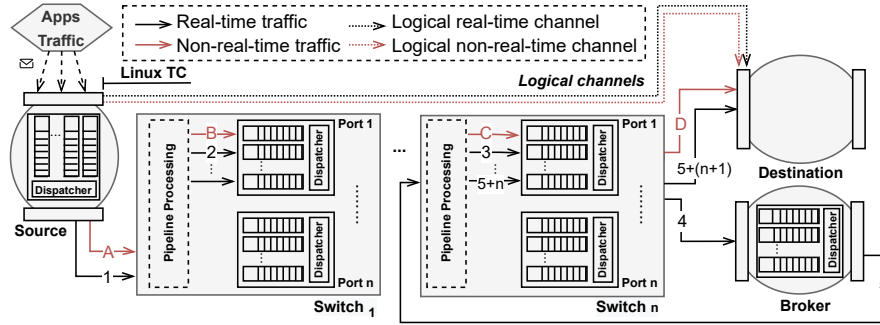 Apps
Traffic
Linux TC
Real-time traffic
Non-real-time traffic
Logical real-time channel
Logical non-real-time channel
Logical channels
Dispatcher
Source
A
1
Pipeline Processing
B
2
Port 1
Dispatcher
Dispatcher
Port n
Switch 1
...
Pipeline Processing
C
3
5+n
Port 1
Dispatcher
Dispatcher
Port n
Switch n
D
5+(n+1)
4
Destination
Dispatcher
Broker